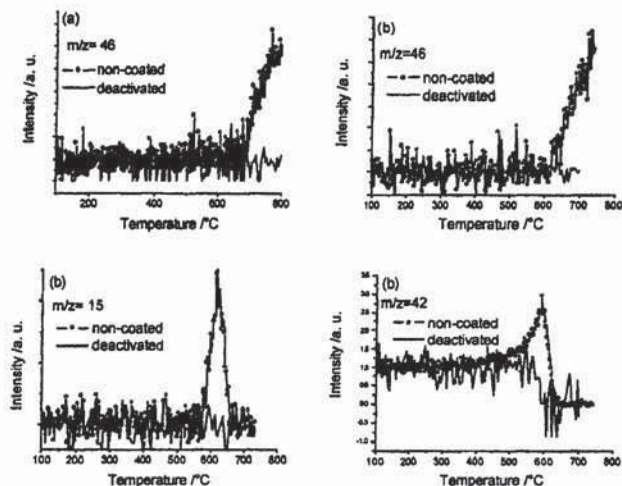 (a)
m/z= 46
non-coated
deactivated
Intensity /a. u.
200 400 600 800
Temperature /°C
(b)
m/z=46
non-coated
deactivated
Intensity /a. u.
100 200 300 400 500 600 700 800
Temperature /°C
(b)
m/z= 15
non-coated
deactivated
Intensity /a. u.
100 200 300 400 500 600 700 800
Temperature /°C
(b)
m/z=42
non-coated
deactivated
Intensity /a. u.
100 200 300 400 500 600 700 800
Temperature /°C